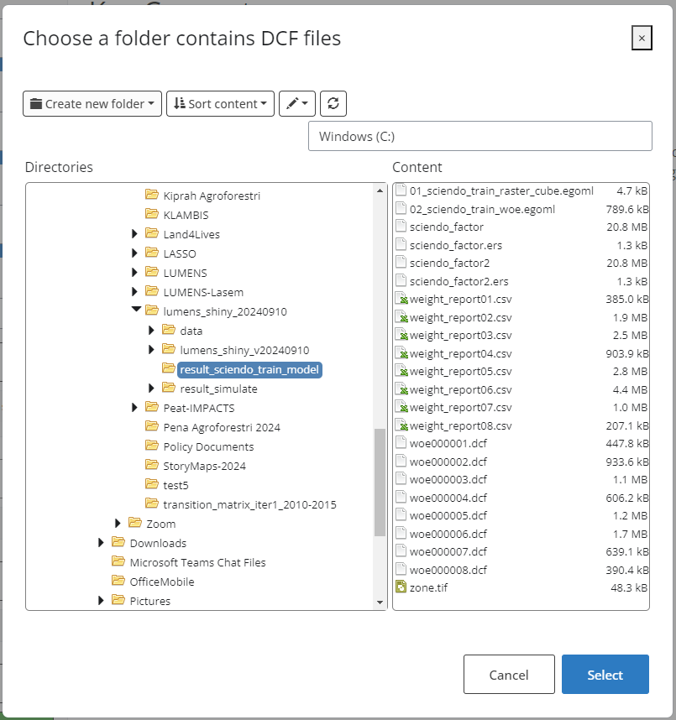 Choose a folder contains DCF files
×
Create new folder
Sort content
Windows (C:)
Directories
Content
Kiprah Agroforestri
KLAMBIS
Land4Lives
LASSO
LUMENS
LUMENS-Lasem
lumens_shiny_20240910
data
lumens_shiny_v20240910
result_sciendo_train_model
result_simulate
Peat-IMPACTS
Pena Agroforestri 2024
Policy Documents
StoryMaps-2024
test5
transition_matrix_iter1_2010-2015
Zoom
Downloads
Microsoft Teams Chat Files
OfficeMobile
Pictures
01_sciendo_train_raster_cube.egoml 4.7 kB
02_sciendo_train_woe.egoml 789.6 kB
sciendo_factor 20.8 MB
sciendo_factor.ers 1.3 kB
sciendo_factor2 20.8 MB
sciendo_factor2.ers 1.3 kB
weight_report01.csv 385.0 kB
weight_report02.csv 1.9 MB
weight_report03.csv 2.5 MB
weight_report04.csv 903.9 kB
weight_report05.csv 2.8 MB
weight_report06.csv 4.4 MB
weight_report07.csv 1.0 MB
weight_report08.csv 207.1 kB
woe000001.dcf 447.8 kB
woe000002.dcf 933.6 kB
woe000003.dcf 1.1 MB
woe000004.dcf 606.2 kB
woe000005.dcf 1.2 MB
woe000006.dcf 1.7 MB
woe000007.dcf 639.1 kB
woe000008.dcf 390.4 kB
zone.tif 48.3 kB
Cancel
Select